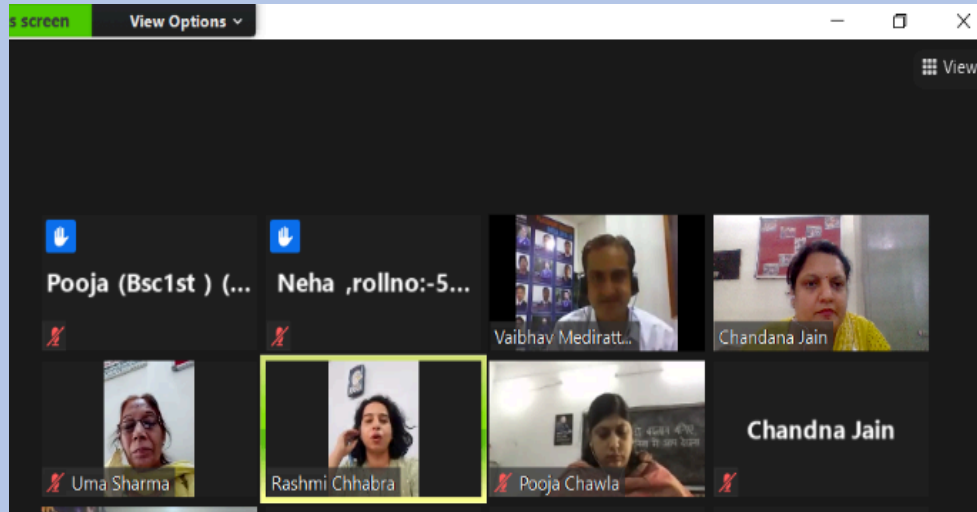 s screen
View Options
View
Pooja (Bsc1st ) (...
Neha ,rollno:-5...
Vaibhav Mediratt...
Chandana Jain
Uma Sharma
Rashmi Chhabra
Pooja Chawla
Chandna Jain